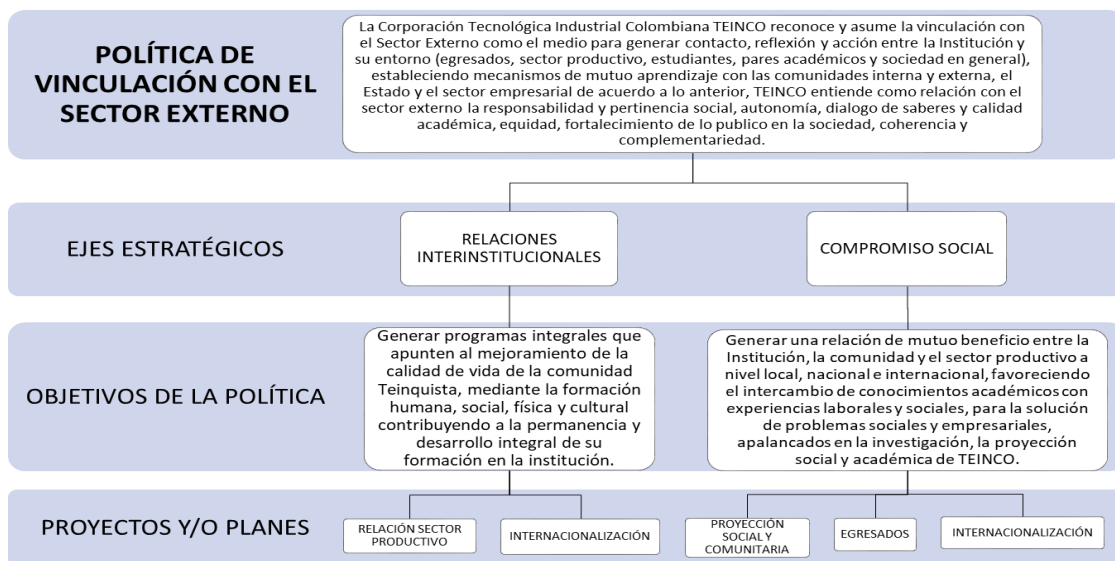 POLÍTICA DE
VINCULACIÓN CON EL
SECTOR EXTERNO
La Corporación Tecnológica Industrial Colombiana TEINCO reconoce y asume la vinculación con
el Sector Externo como el medio para generar contacto, reflexión y acción entre la Institución y
su entorno (egresados, sector productivo, estudiantes, pares académicos y sociedad en general),
estableciendo mecanismos de mutuo aprendizaje con las comunidades interna y externa, el
Estado y el sector empresarial de acuerdo a lo anterior, TEINCO entiende como relación con el
sector externo la responsabilidad y pertinencia social, autonomía, dialogo de saberes y calidad
académica, equidad, fortalecimiento de lo publico en la sociedad, coherencia y
complementariedad.
EJES ESTRATÉGICOS
RELACIONES
INTERINSTITUCIONALES
COMPROMISO SOCIAL
OBJETIVOS DE LA POLÍTICA
Generar programas integrales que
apunten al mejoramiento de la
calidad de vida de la comunidad
Teinquista, mediante la formación
humana, social, física y cultural
contribuyendo a la permanencia y
desarrollo integral de su
formación en la institución.
Generar una relación de mutuo beneficio entre la
Institución, la comunidad y el sector productivo a
nivel local, nacional e internacional, favoreciendo
el intercambio de conocimientos académicos con
experiencias laborales y sociales, para la solución
de problemas sociales y empresariales,
apalancados en la investigación, la proyección
social y académica de TEINCO.
PROYECTOS Y/O PLANES
RELACIÓN SECTOR
PRODUCTIVO
INTERNACIONALIZACIÓN
PROYECCIÓN
SOCIAL Y
COMUNITARIA
EGRESADOS
INTERNACIONALIZACIÓN